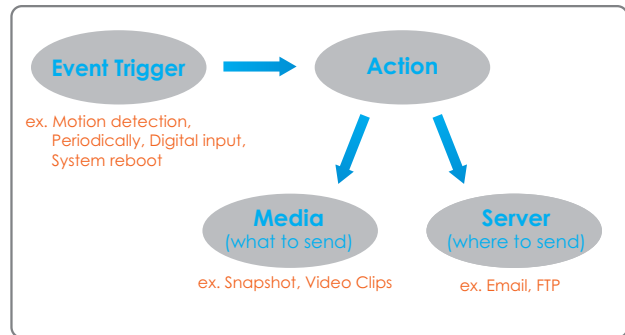 Event Trigger
Action
ex. Motion detection,
Periodically, Digital input,
System reboot
Media
(what to send)
Server
(where to send)
ex. Snapshot, Video Clips
ex. Email, FTP